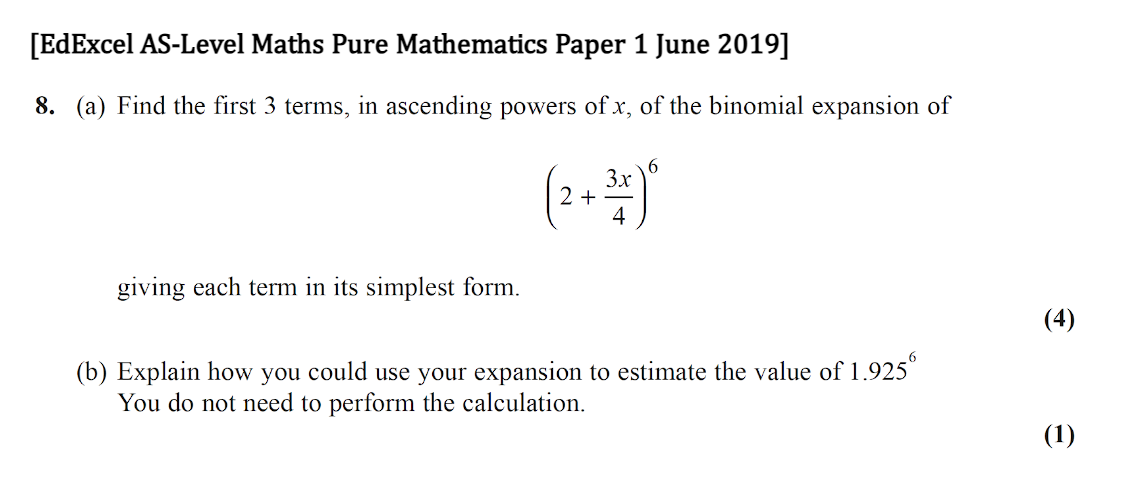 [EdExcel AS-Level Maths Pure Mathematics Paper 1 June 2019]
8. (a) Find the first 3 terms, in ascending powers of x, of the binomial expansion of
(2 + 3x/4)^6
giving each term in its simplest form.
(4)
(b) Explain how you could use your expansion to estimate the value of 1.925^6
You do not need to perform the calculation.
(1)